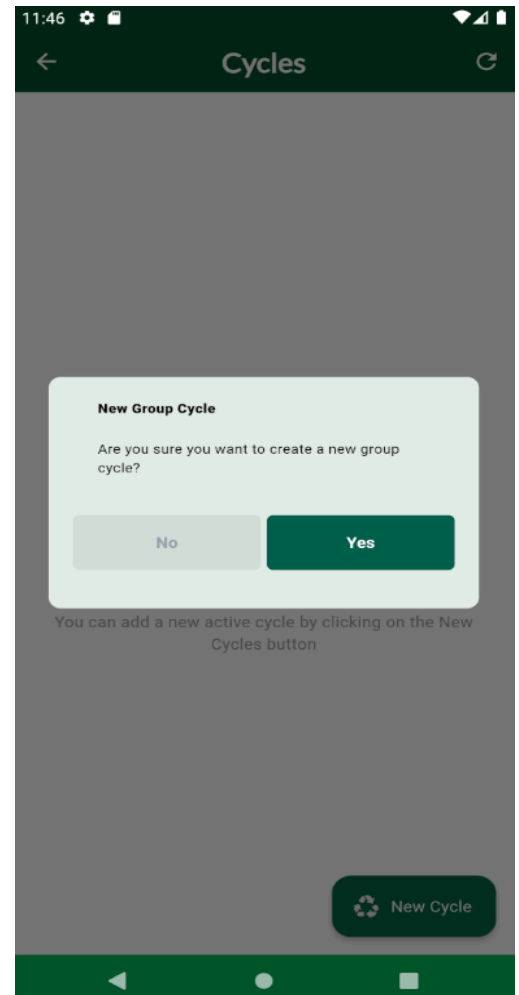 11:46
Cycles
New Group Cycle
Are you sure you want to create a new group
cycle?
No
Yes
You can add a new active cycle by clicking on the New
Cycles button
New Cycle